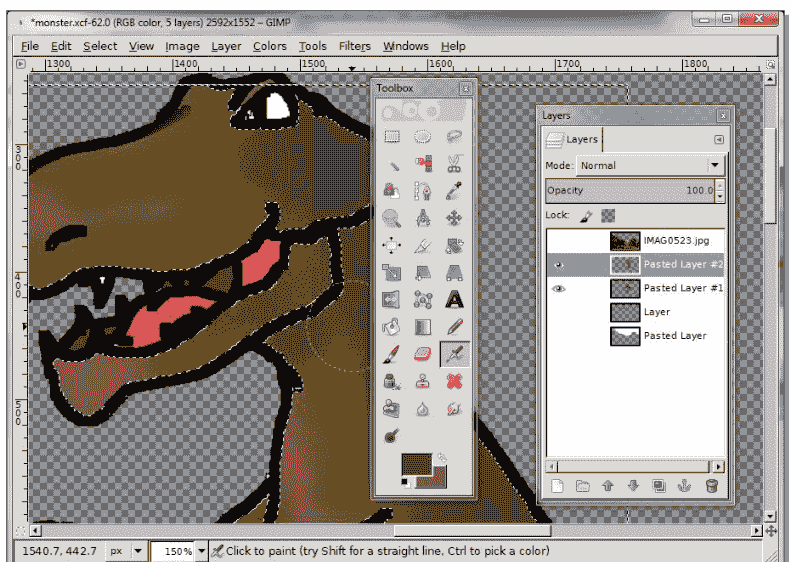 *monster.xcf-62.0 (RGB color, 5 layers) 2592x1552 – GIMP
File Edit Select View Image Layer Colors Tools Filters Windows Help
1300 1400 1500 1600 1700 1800
300
400
500
Toolbox
Layers
Layers
Mode: Normal
Opacity 100.0
Lock:
IMAG0523.jpg
Pasted Layer #2
Pasted Layer #1
Layer
Pasted Layer
1540.7, 442.7 px 150% Click to paint (try Shift for a straight line, Ctrl to pick a color)